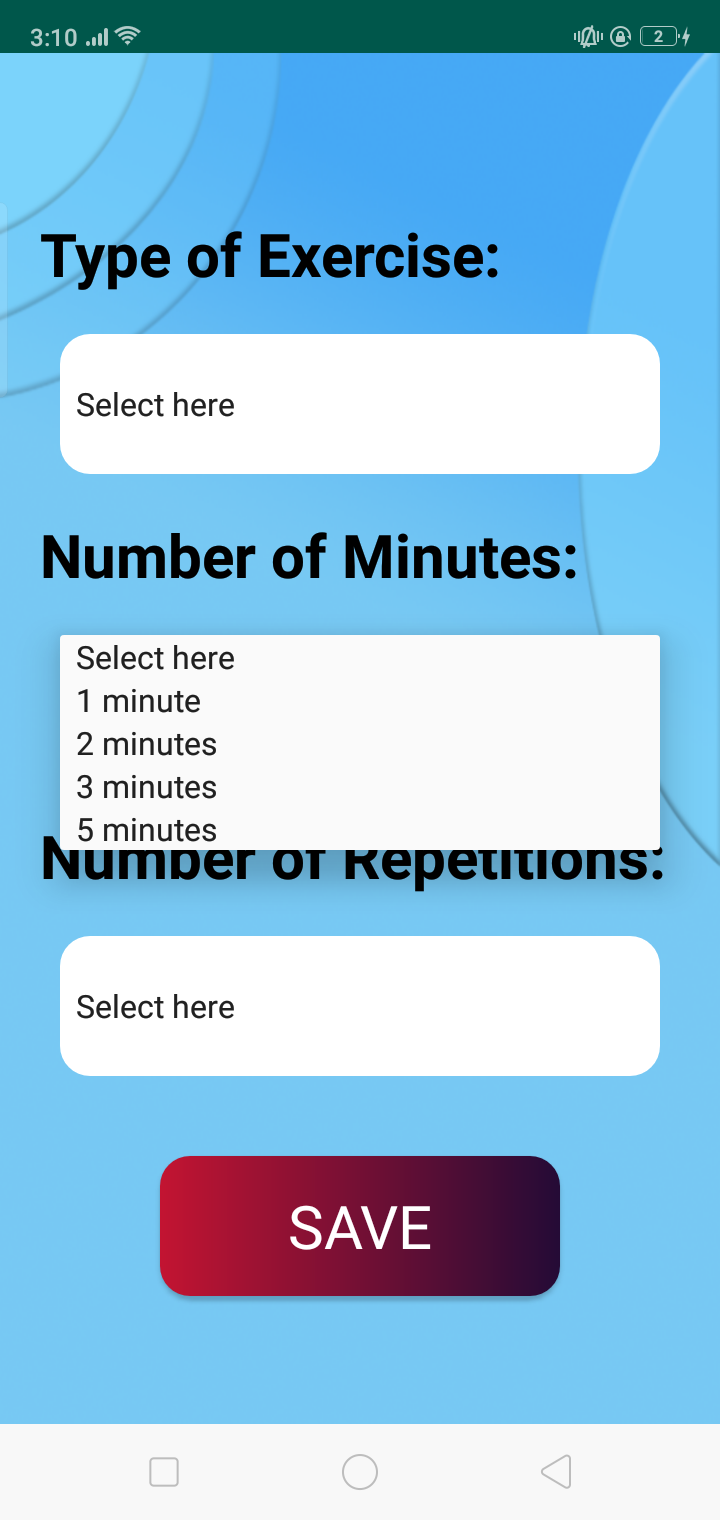 3:10 2
Type of Exercise:
Select here
Number of Minutes:
Select here
1 minute
2 minutes
3 minutes
5 minutes
Number of Repetitions:
Select here
SAVE